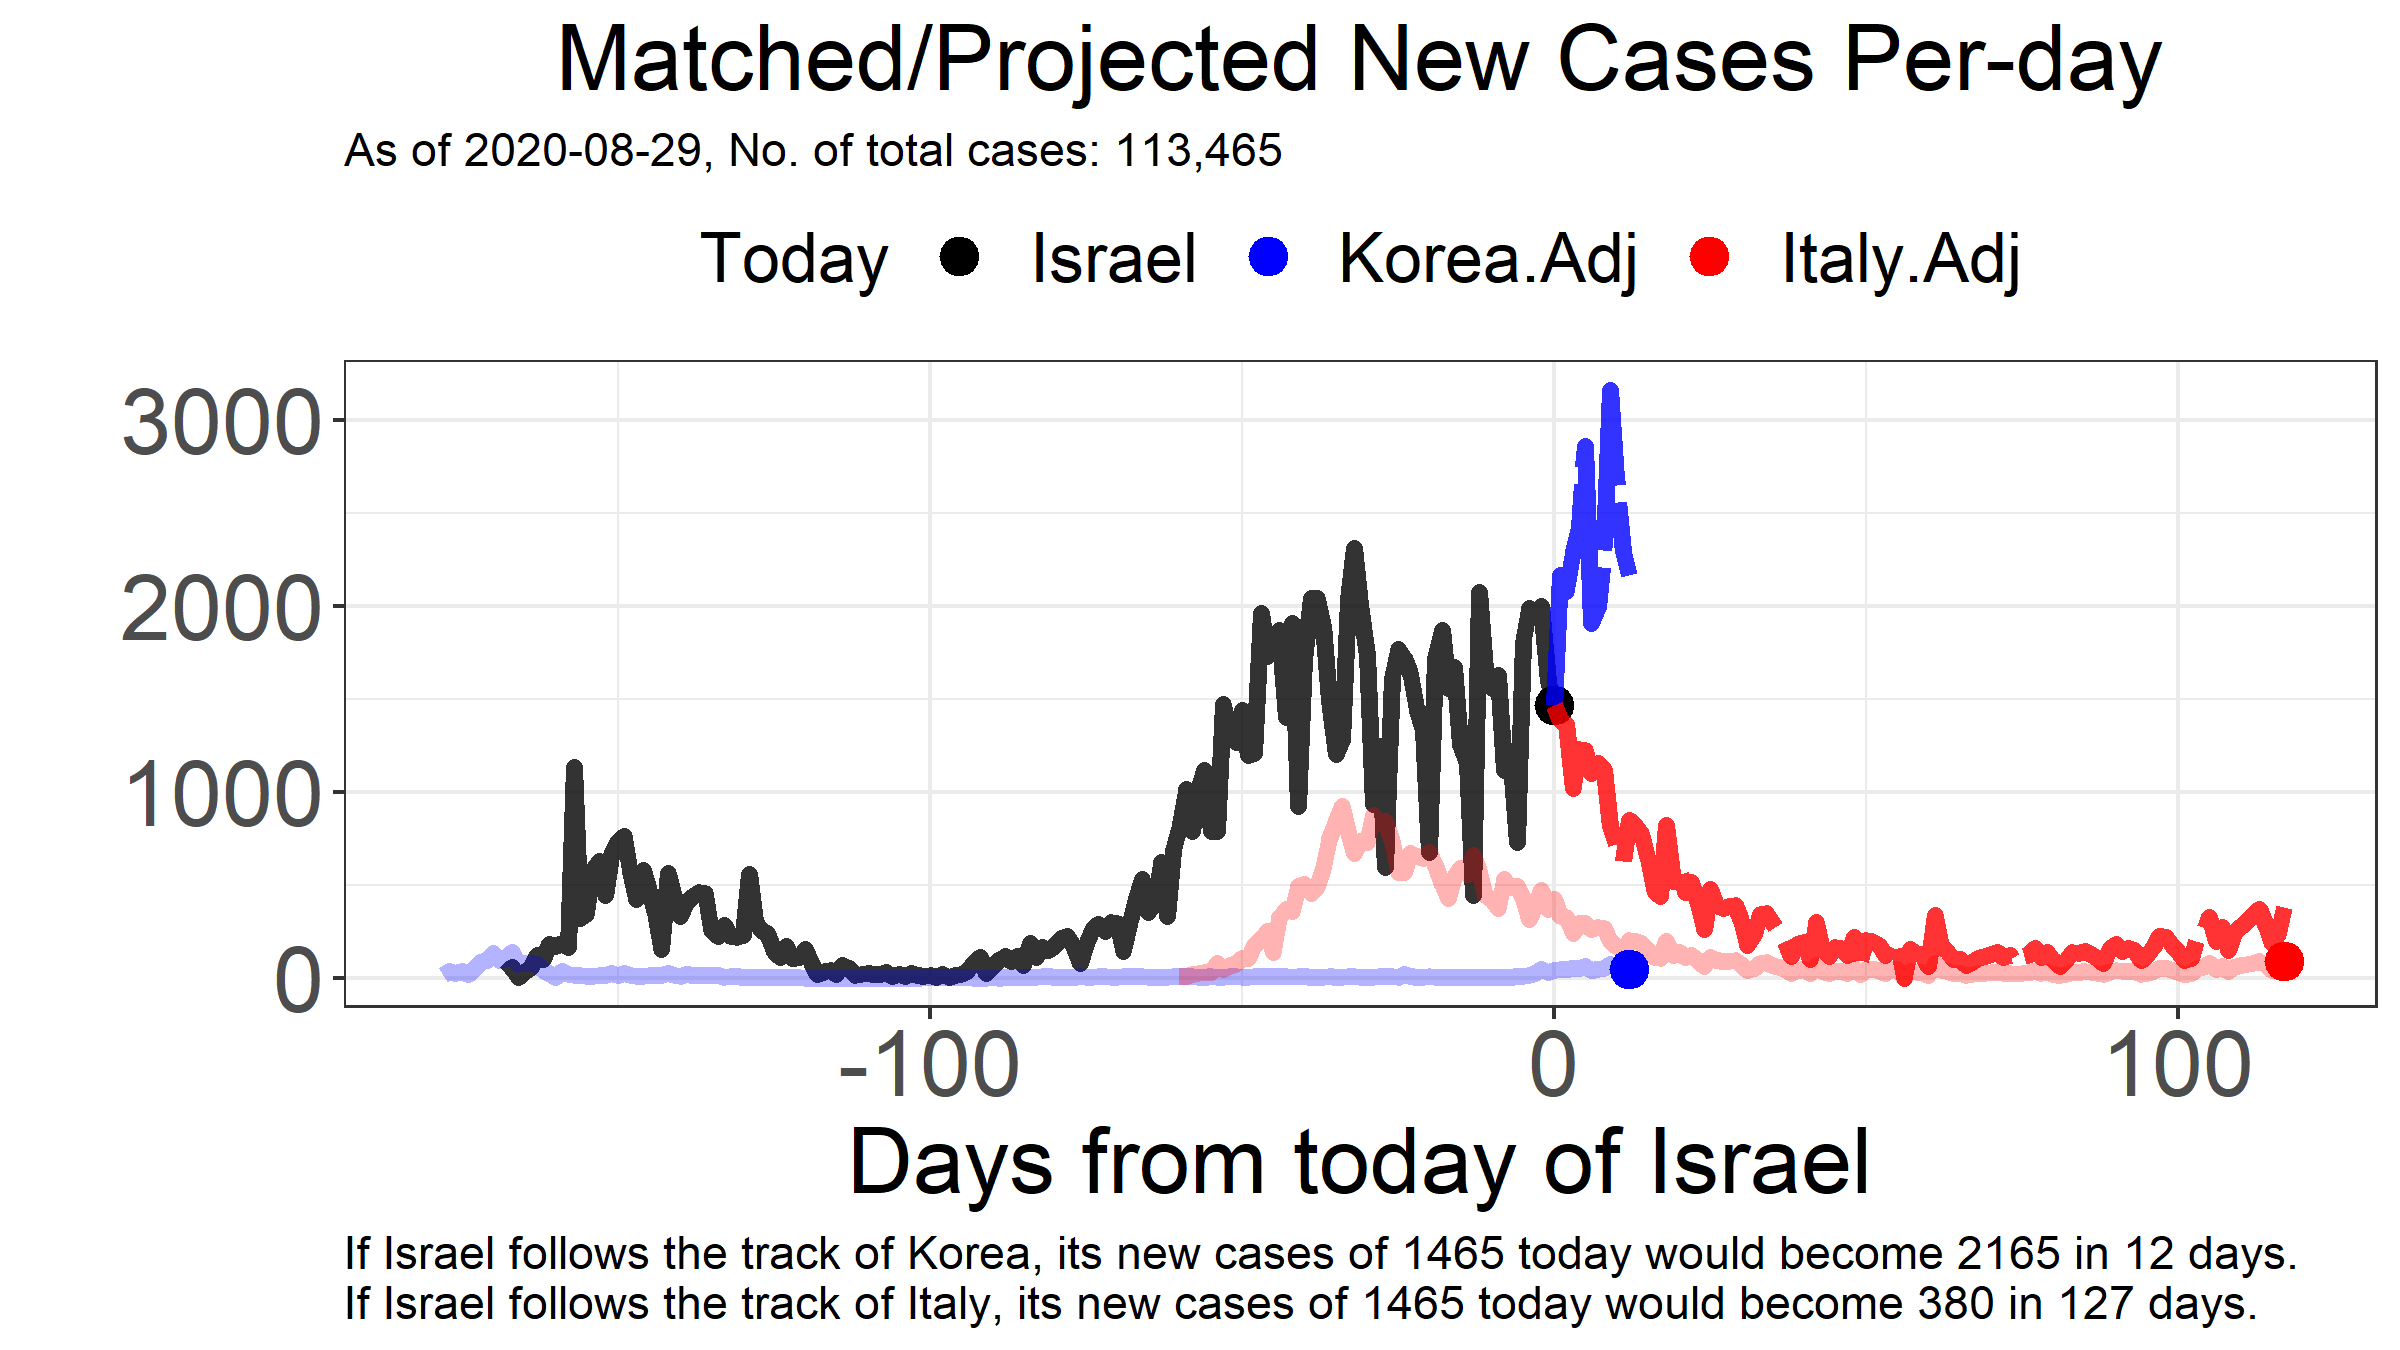 Matched/Projected New Cases Per-day
As of 2020-08-29, No. of total cases: 113,465
Today Israel Korea.Adj Italy.Adj
3000
2000
1000
0
-100 0 100
Days from today of Israel
If Israel follows the track of Korea, its new cases of 1465 today would become 2165 in 12 days.
If Israel follows the track of Italy, its new cases of 1465 today would become 380 in 127 days.